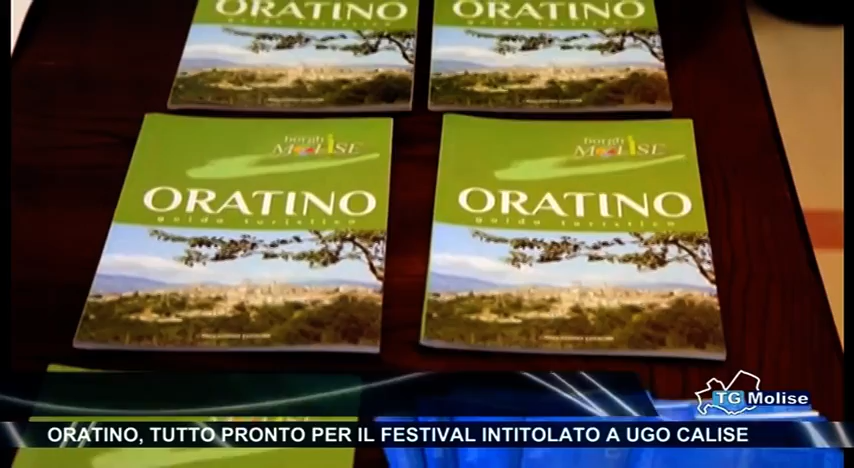 ORATINO
ORATINO
borghi
MOLISE
ORATINO
guida turistica
borghi
MOLISE
ORATINO
guida turistica
TG Molise
ORATINO, TUTTO PRONTO PER IL FESTIVAL INTITOLATO A UGO CALISE